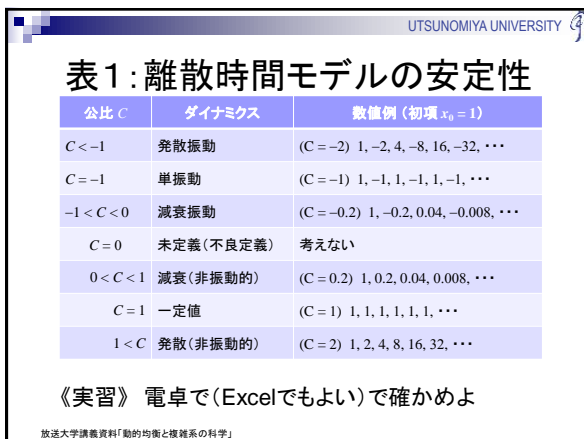 UTSUNOMIYA UNIVERSITY
表1:離散時間モデルの安定性
公比 C ダイナミクス 数値例（初項 x₀ = 1）
C < −1 発散振動 (C = −2) 1, −2, 4, −8, 16, −32, ･･･
C = −1 単振動 (C = −1) 1, −1, 1, −1, 1, −1, ･･･
−1 < C < 0 減衰振動 (C = −0.2) 1, −0.2, 0.04, −0.008, ･･･
C = 0 未定義（不良定義） 考えない
0 < C < 1 減衰（非振動的） (C = 0.2) 1, 0.2, 0.04, 0.008, ･･･
C = 1 一定値 (C = 1) 1, 1, 1, 1, 1, 1, ･･･
1 < C 発散（非振動的） (C = 2) 1, 2, 4, 8, 16, 32, ･･･
《実習》 電卓で（Excelでもよい）で確かめよ
放送大学講義資料「動的均衡と複雑系の科学」